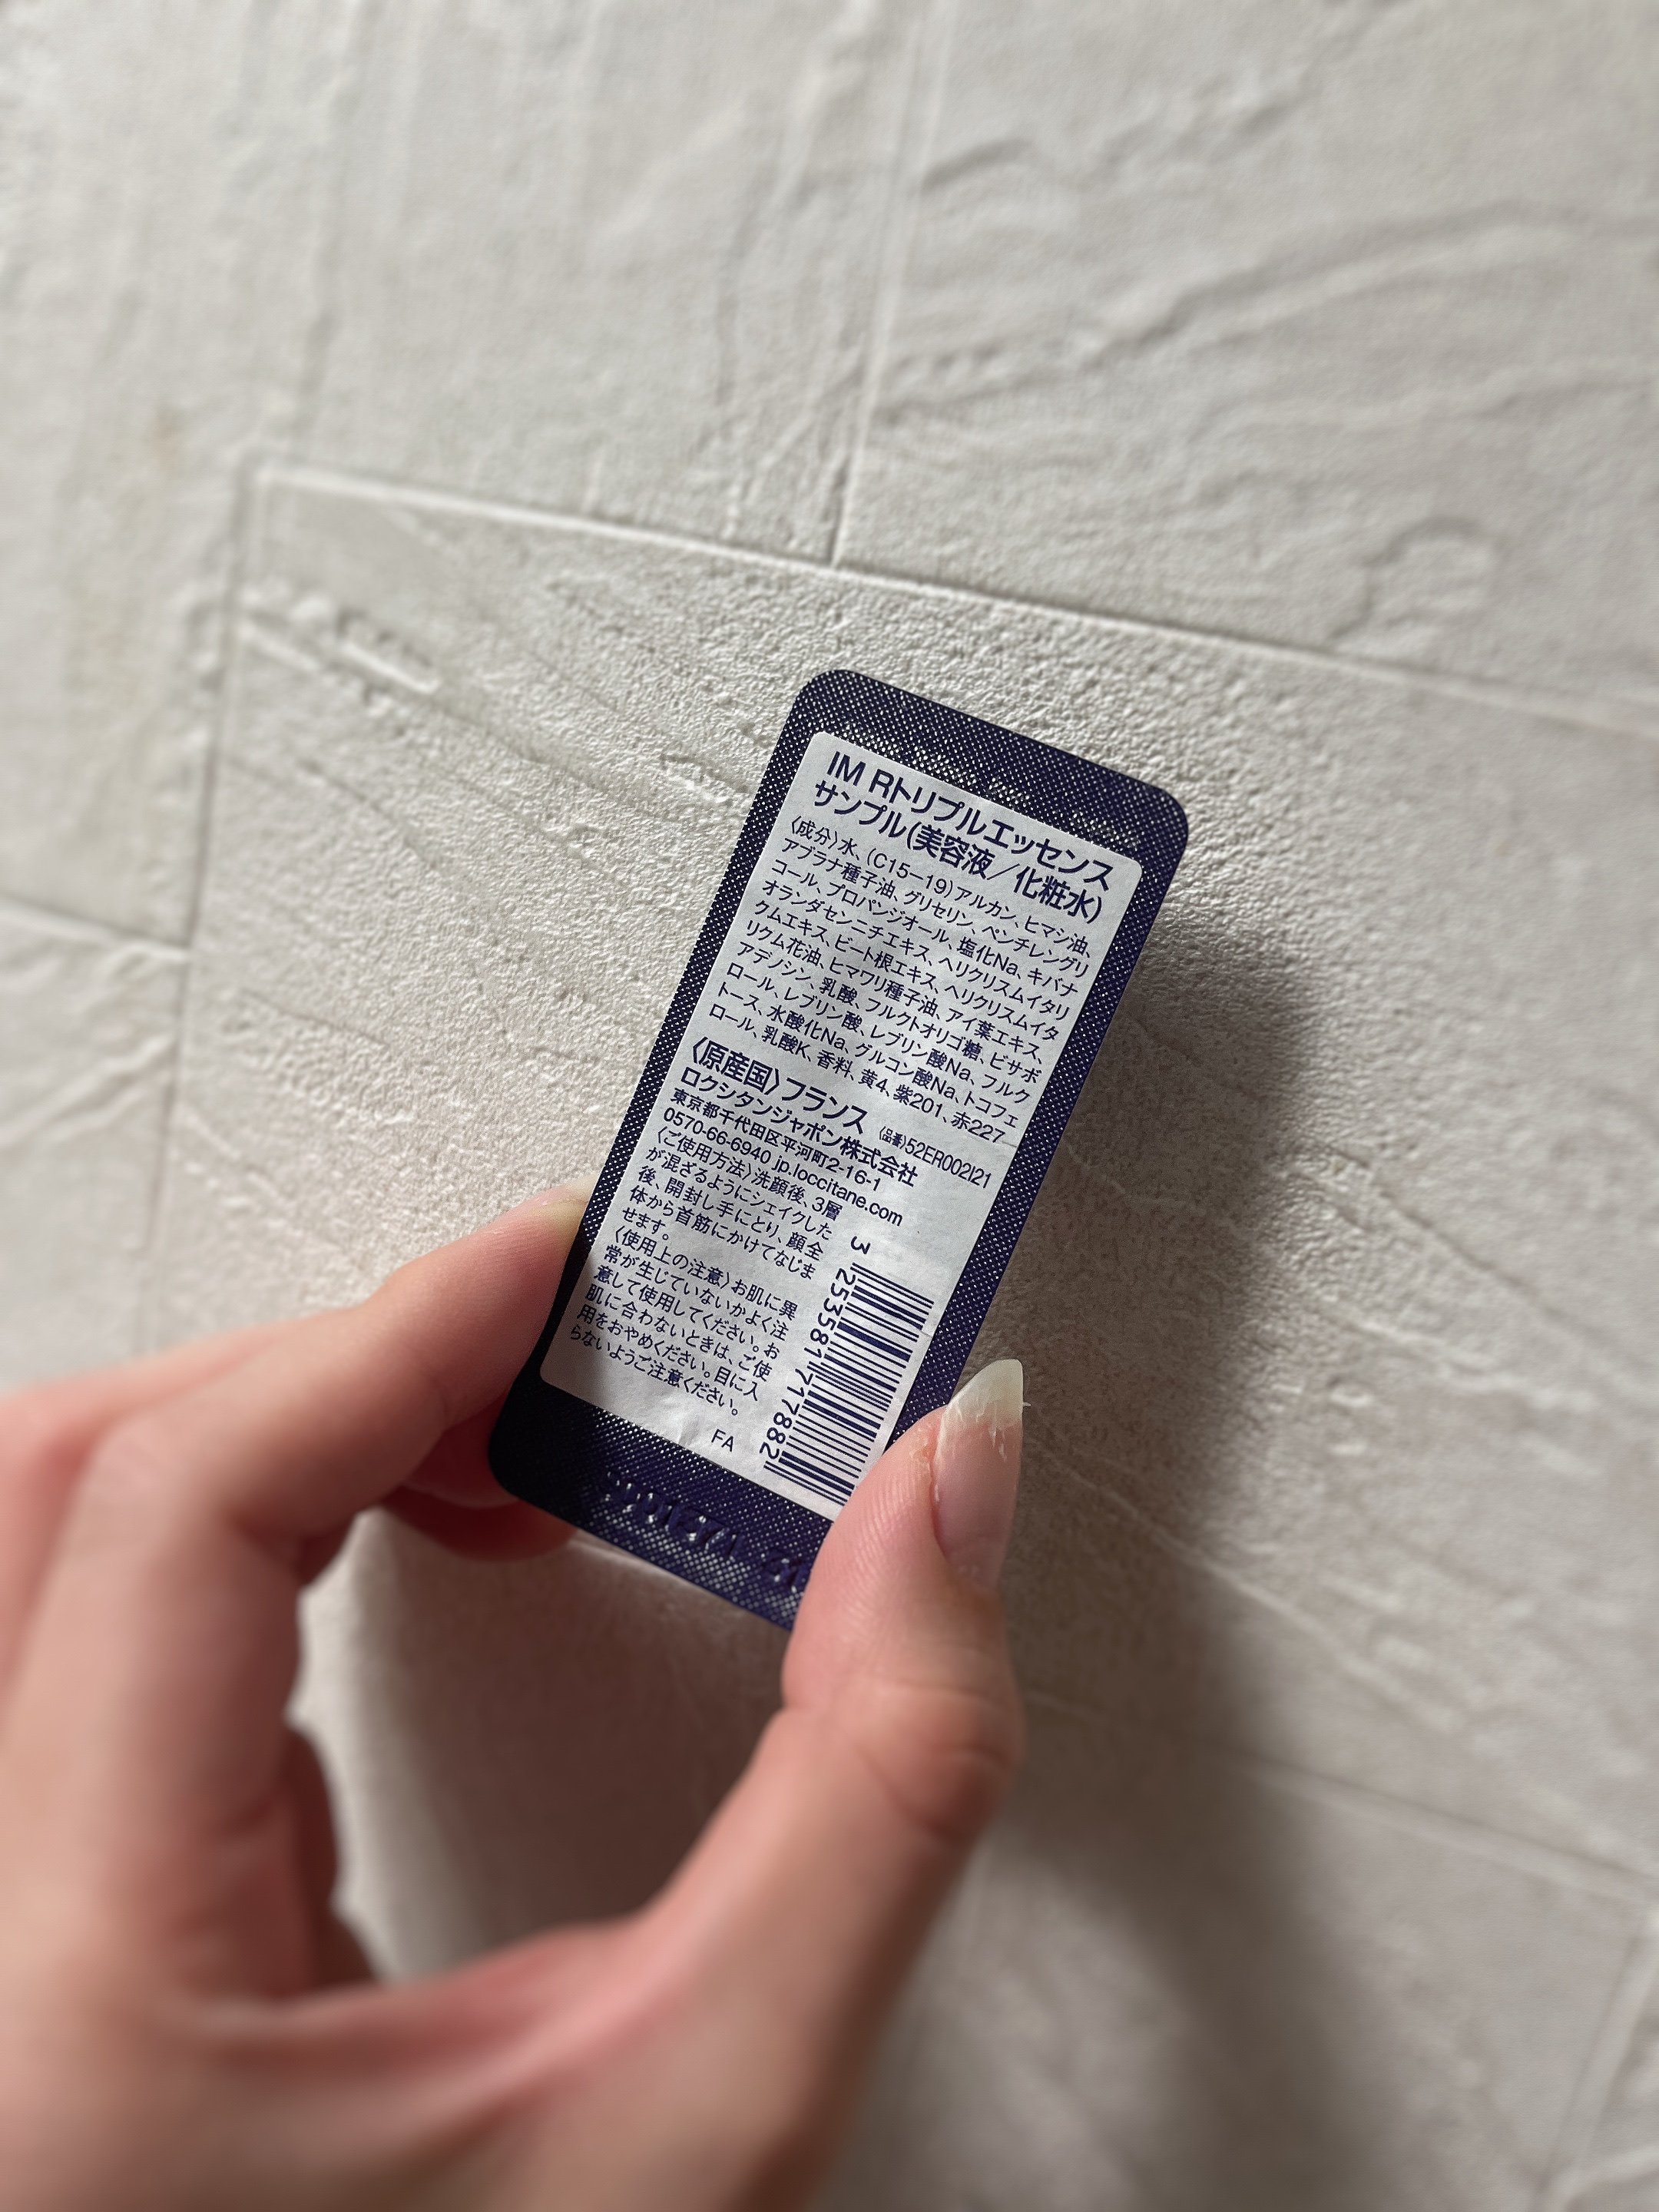 IM Rトリプルエッセンス
サンプル(美容液／化粧水)
〈成分〉水、(C15−19)アルカン、ヒマシ油、
アブラナ種子油、グリセリン、ペンチレングリ
コール、プロパンジオール、塩化Na、キバナ
オランダセンニチエキス、ヘリクリスムイタリ
クムエキス、ビート根エキス、ヘリクリスムイタ
リクム花油、ヒマワリ種子油、アイ葉エキス、
アデノシン、乳酸、フルクトオリゴ糖、ビサボ
ロール、レブリン酸、レブリン酸Na、フルク
トース、水酸化Na、グルコン酸Na、トコフェ
ロール、乳酸K、香料、黄4、紫201、赤227
〈原産国〉フランス (品番)52ER002I21
ロクシタンジャポン株式会社
東京都千代田区平河町2-16-1
0570-66-6940 jp.loccitane.com
〈ご使用方法〉洗顔後、3層
が混ざるようにシェイクした
後、開封し手にとり、顔全
体から首筋にかけてなじま
せます。
〈使用上の注意〉お肌に異
常が生じていないかよく注
意して使用してください。お
肌に合わないときは、ご使
用をおやめください。目に入
らないようご注意ください。
FA
3 253581 717882